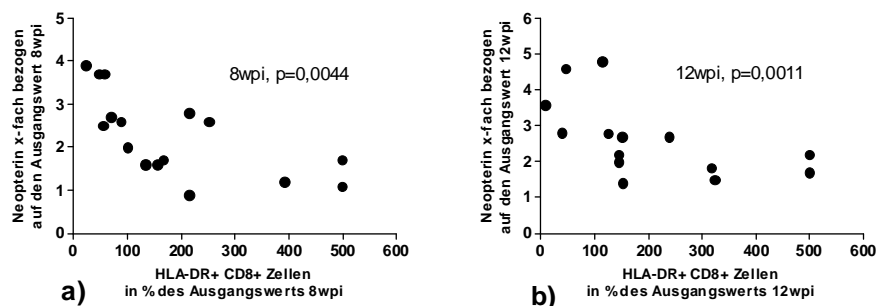 Neopterin x-fach bezogen
auf den Ausgangswert 8wpi
5
4
3
2
1
0
8wpi, p=0,0044
0 100 200 300 400 500 600
HLA-DR+ CD8+ Zellen
in % des Ausgangswerts 8wpi
a)
Neopterin x-fach bezogen
auf den Ausgangswert 12wpi
6
5
4
3
2
1
0
12wpi, p=0,0011
0 100 200 300 400 500 600
HLA-DR+ CD8+ Zellen
in % des Ausgangswerts 12wpi
b)